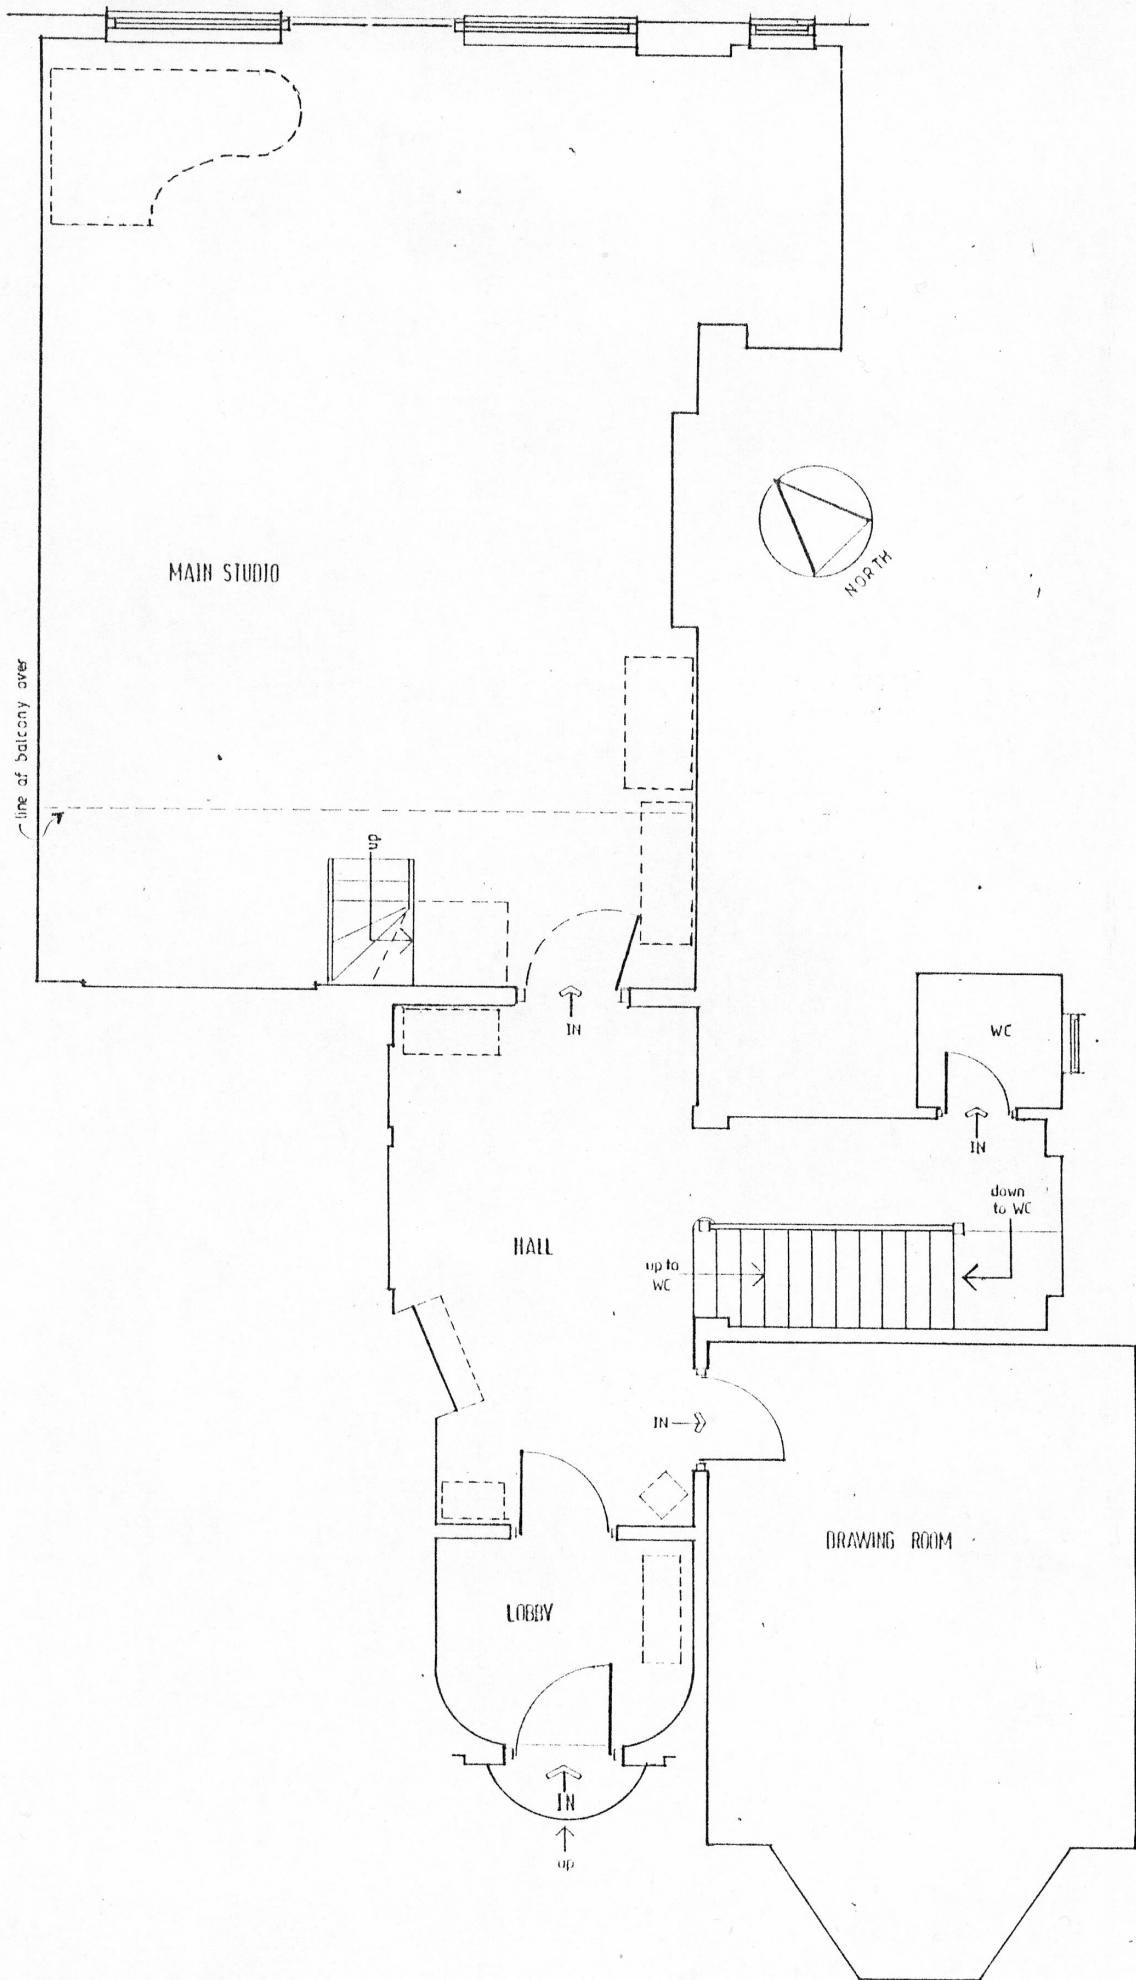 MAIN STUDIO
NORTH
line of balcony over
up
IN
WC
IN
down
to WC
HALL
up to
WC
IN
DRAWING ROOM
LOBBY
IN
up